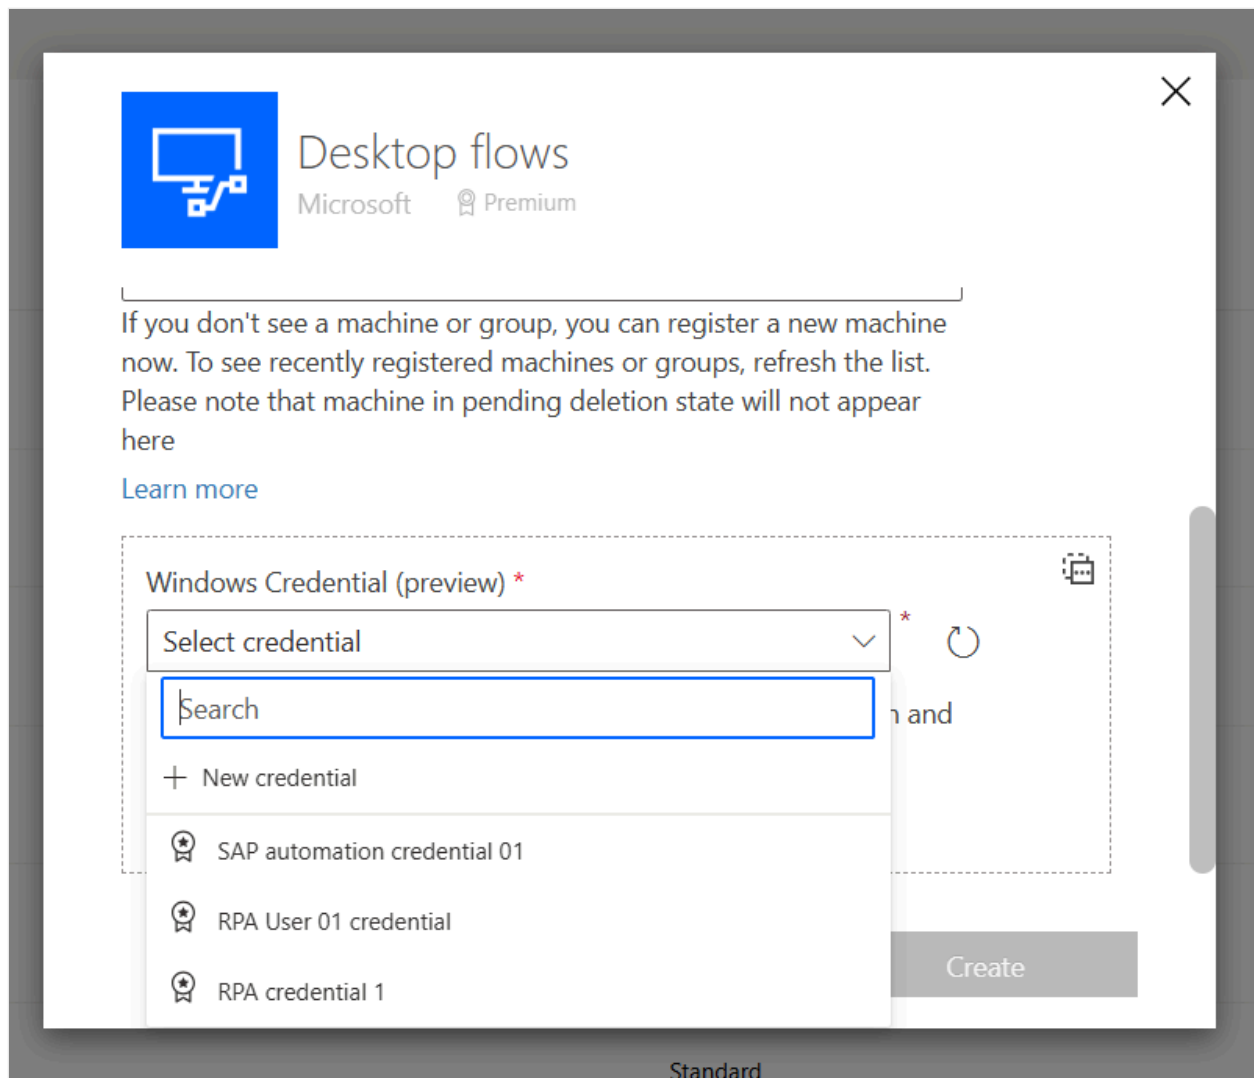 Desktop flows
Microsoft Premium
If you don't see a machine or group, you can register a new machine
now. To see recently registered machines or groups, refresh the list.
Please note that machine in pending deletion state will not appear
here
Learn more
Windows Credential (preview) *
Select credential *
Search
and
New credential
SAP automation credential 01
RPA User 01 credential
Create
RPA credential 1
Standard